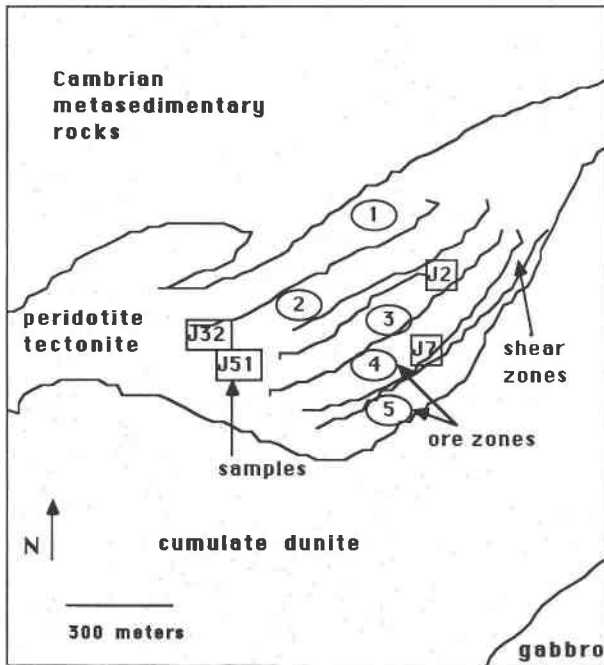 Cambrian
metasedimentary
rocks
1
J2
2
peridotite
tectonite
J32
3
J51
J7
4
shear
zones
5
ore zones
samples
N
cumulate dunite
300 meters
gabbro